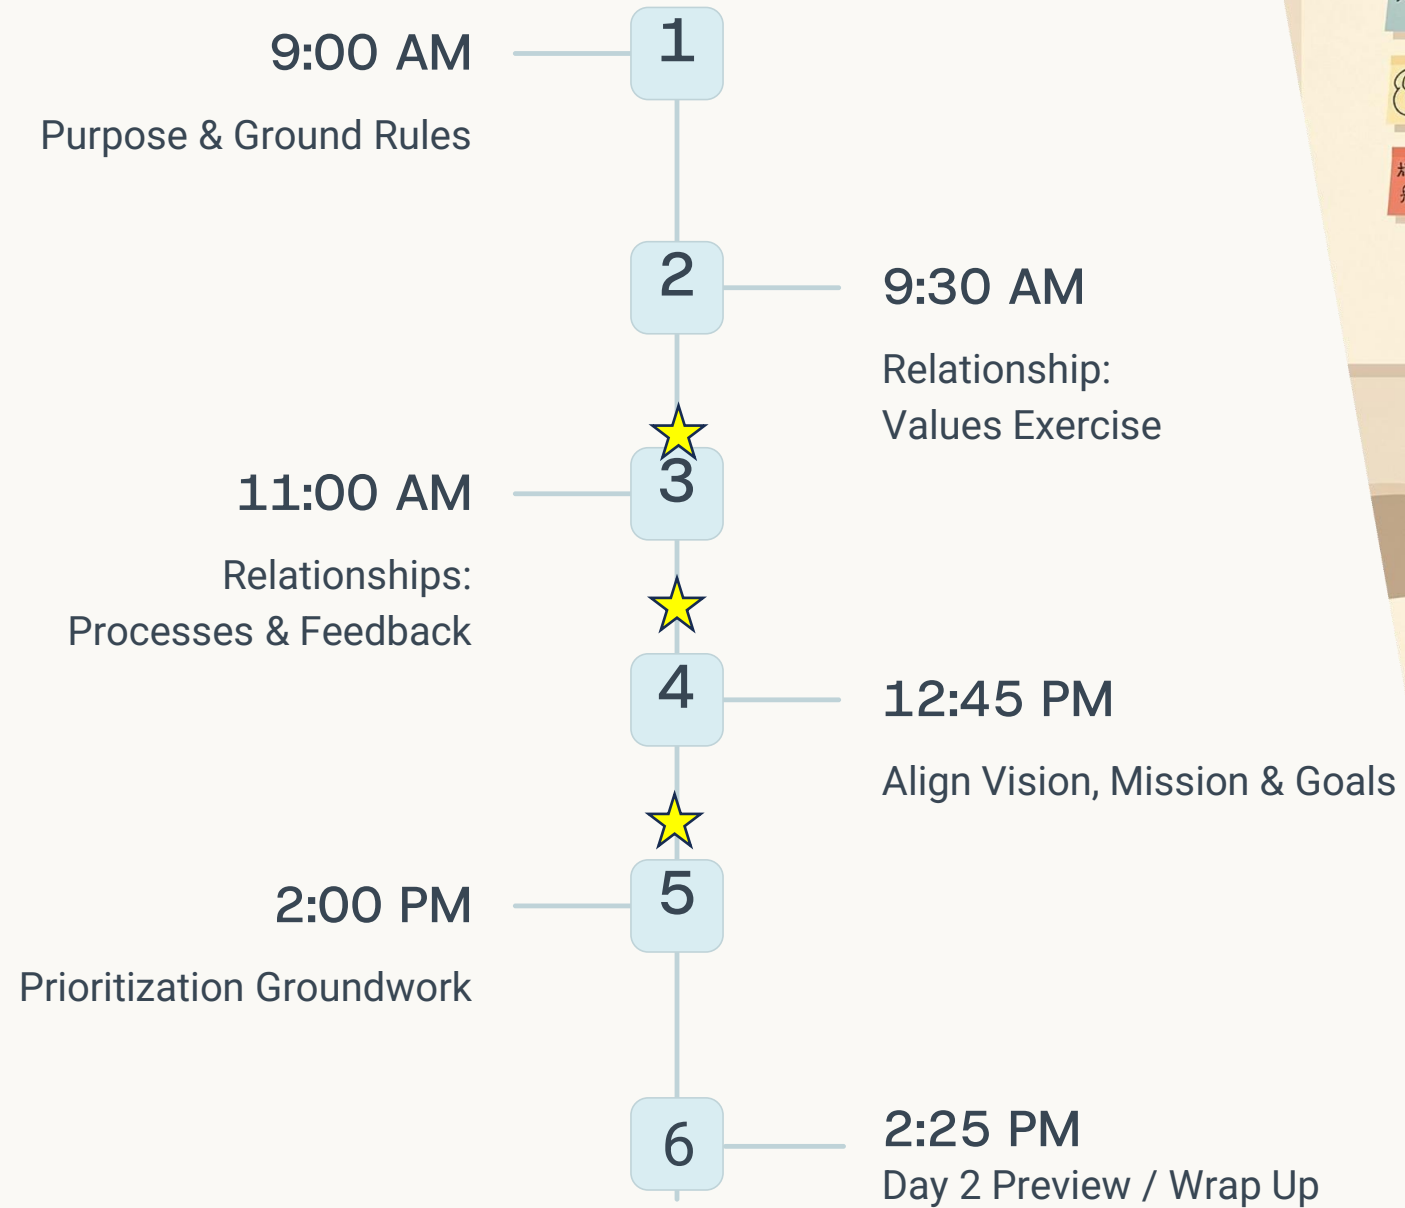 1
9:00 AM
Purpose & Ground Rules
2
9:30 AM
Relationship:
Values Exercise
3
11:00 AM
Relationships:
Processes & Feedback
4
12:45 PM
Align Vision, Mission & Goals
5
2:00 PM
Prioritization Groundwork
6
2:25 PM
Day 2 Preview / Wrap Up